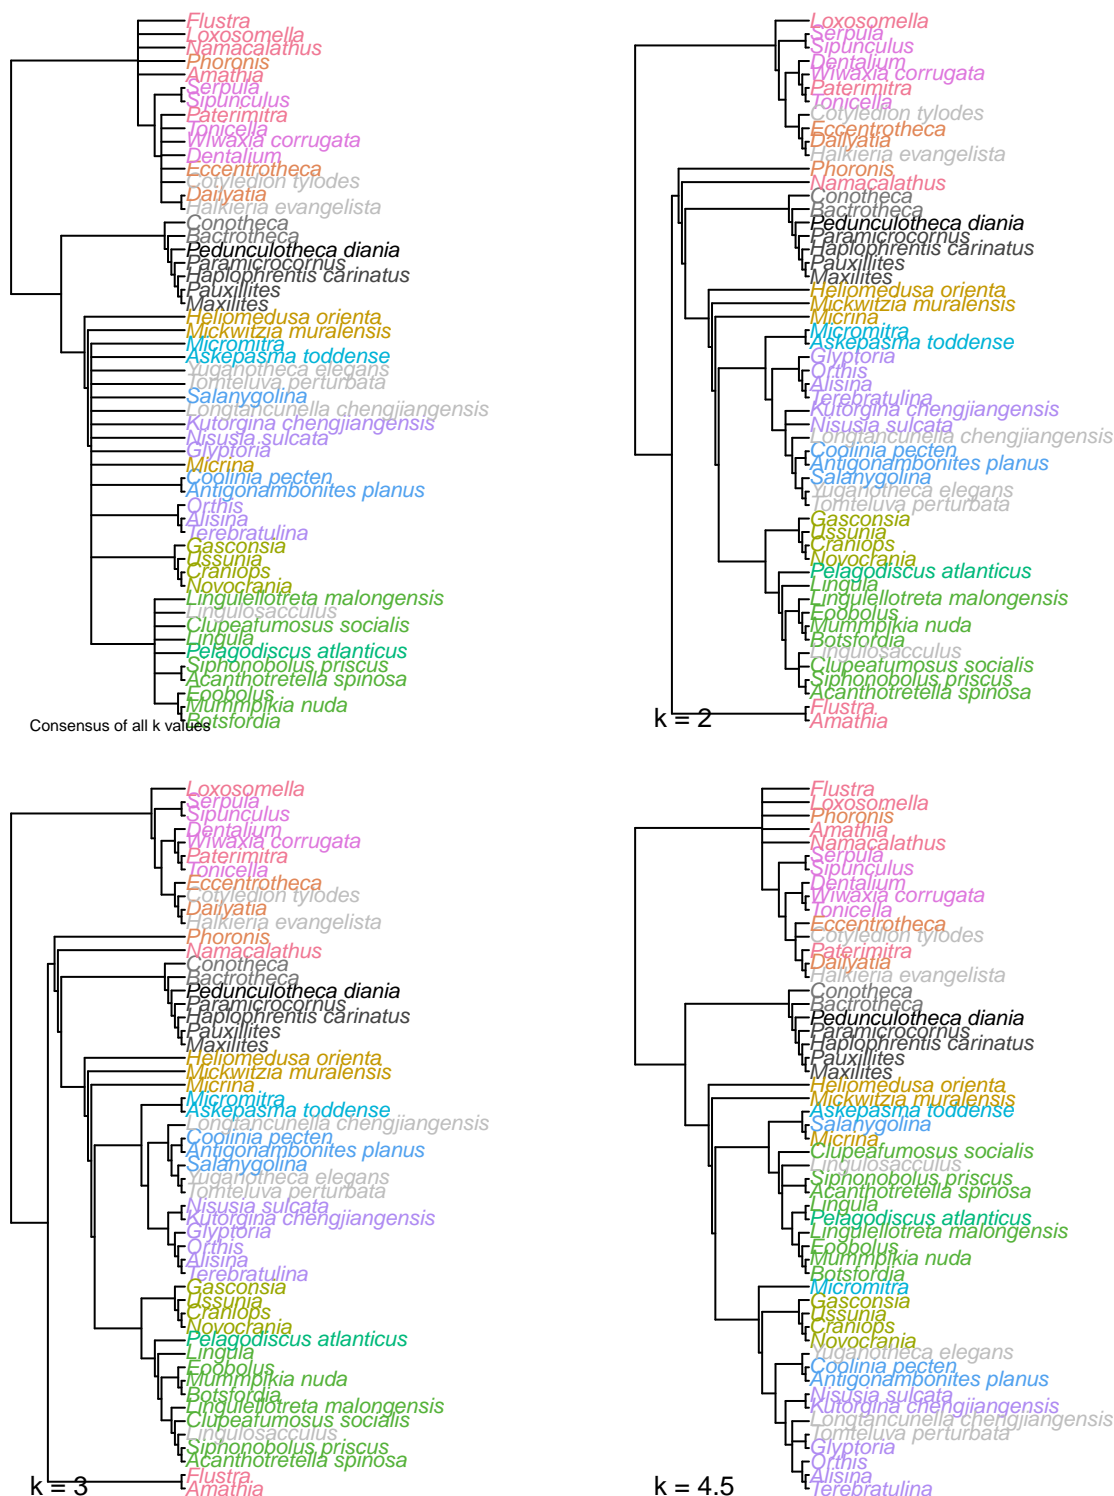 Flustra
Loxosomella
Namacalathus
Phoronis
Amathia
Serpula
Sipunculus
Paterimitra
Tonicella
Wiwaxia corrugata
Dentalium
Eccentrotheca
Cotyledion tylodes
Dailyatia
Halkieria evangelista
Conotheca
Bactrotheca
Pedunculotheca diania
Paramicrocornus
Haplophrentis carinatus
Pauxillites
Maxilites
Heliomedusa orienta
Mickwitzia muralensis
Micromitra
Askepasma toddense
Yuganotheca elegans
Tomteluva perturbata
Salanygolina
Longtancunella chengjiangensis
Kutorgina chengjiangensis
Nisusia sulcata
Glyptoria
Micrina
Coolinia pecten
Antigonambonites planus
Orthis
Alisina
Terebratulina
Gasconsia
Ussunia
Craniops
Novocrania
Lingulellotreta malongensis
Lingulosacculus
Clupeafumosus socialis
Lingula
Pelagodiscus atlanticus
Siphonobolus priscus
Acanthotretella spinosa
Eoobolus
Mummpikia nuda
Botsfordia
Consensus of all k values
Loxosomella
Serpula
Sipunculus
Dentalium
Wiwaxia corrugata
Paterimitra
Tonicella
Cotyledion tylodes
Eccentrotheca
Dailyatia
Halkieria evangelista
Phoronis
Namacalathus
Conotheca
Bactrotheca
Pedunculotheca diania
Paramicrocornus
Haplophrentis carinatus
Pauxillites
Maxilites
Heliomedusa orienta
Mickwitzia muralensis
Micrina
Micromitra
Askepasma toddense
Glyptoria
Orthis
Alisina
Terebratulina
Kutorgina chengjiangensis
Nisusia sulcata
Longtancunella chengjiangensis
Coolinia pecten
Antigonambonites planus
Salanygolina
Yuganotheca elegans
Tomteluva perturbata
Gasconsia
Ussunia
Craniops
Novocrania
Pelagodiscus atlanticus
Lingula
Lingulellotreta malongensis
Eoobolus
Mummpikia nuda
Botsfordia
Lingulosacculus
Clupeafumosus socialis
Siphonobolus priscus
Acanthotretella spinosa
Flustra
Amathia
k = 2
Loxosomella
Serpula
Sipunculus
Dentalium
Wiwaxia corrugata
Paterimitra
Tonicella
Eccentrotheca
Cotyledion tylodes
Dailyatia
Halkieria evangelista
Phoronis
Namacalathus
Conotheca
Bactrotheca
Pedunculotheca diania
Paramicrocornus
Haplophrentis carinatus
Pauxillites
Maxilites
Heliomedusa orienta
Mickwitzia muralensis
Micrina
Micromitra
Askepasma toddense
Longtancunella chengjiangensis
Coolinia pecten
Antigonambonites planus
Salanygolina
Yuganotheca elegans
Tomteluva perturbata
Nisusia sulcata
Kutorgina chengjiangensis
Glyptoria
Orthis
Alisina
Terebratulina
Gasconsia
Ussunia
Craniops
Novocrania
Pelagodiscus atlanticus
Lingula
Eoobolus
Mummpikia nuda
Botsfordia
Lingulellotreta malongensis
Clupeafumosus socialis
Lingulosacculus
Siphonobolus priscus
Acanthotretella spinosa
Flustra
Amathia
k = 3
Flustra
Loxosomella
Phoronis
Amathia
Namacalathus
Serpula
Sipunculus
Dentalium
Wiwaxia corrugata
Tonicella
Eccentrotheca
Cotyledion tylodes
Paterimitra
Dailyatia
Halkieria evangelista
Conotheca
Bactrotheca
Pedunculotheca diania
Paramicrocornus
Haplophrentis carinatus
Pauxillites
Maxilites
Heliomedusa orienta
Mickwitzia muralensis
Askepasma toddense
Salanygolina
Micrina
Clupeafumosus socialis
Lingulosacculus
Siphonobolus priscus
Acanthotretella spinosa
Lingula
Pelagodiscus atlanticus
Lingulellotreta malongensis
Eoobolus
Mummpikia nuda
Botsfordia
Micromitra
Gasconsia
Ussunia
Craniops
Novocrania
Yuganotheca elegans
Coolinia pecten
Antigonambonites planus
Nisusia sulcata
Kutorgina chengjiangensis
Longtancunella chengjiangensis
Tomteluva perturbata
Glyptoria
Orthis
Alisina
Terebratulina
k = 4.5